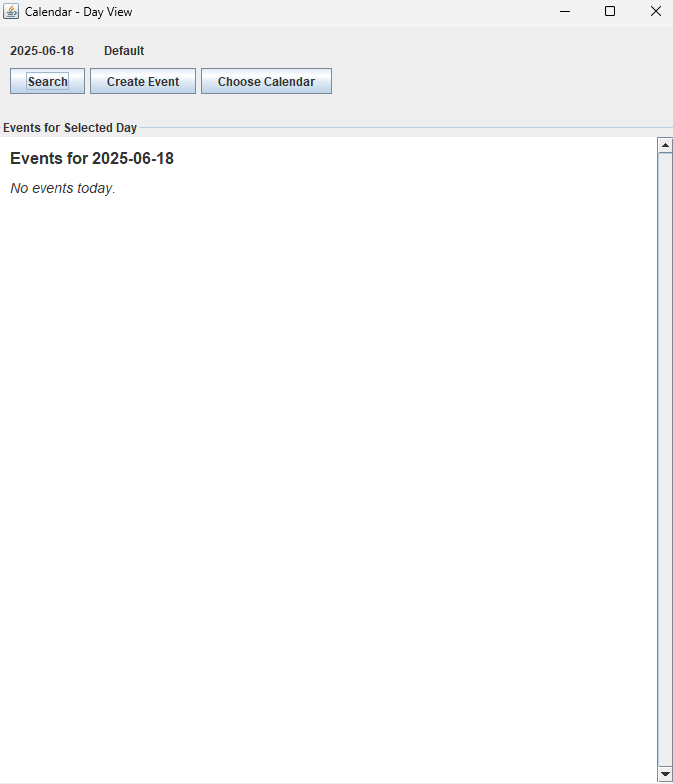 Calendar - Day View
2025-06-18 Default
Search Create Event Choose Calendar
Events for Selected Day
Events for 2025-06-18
No events today.